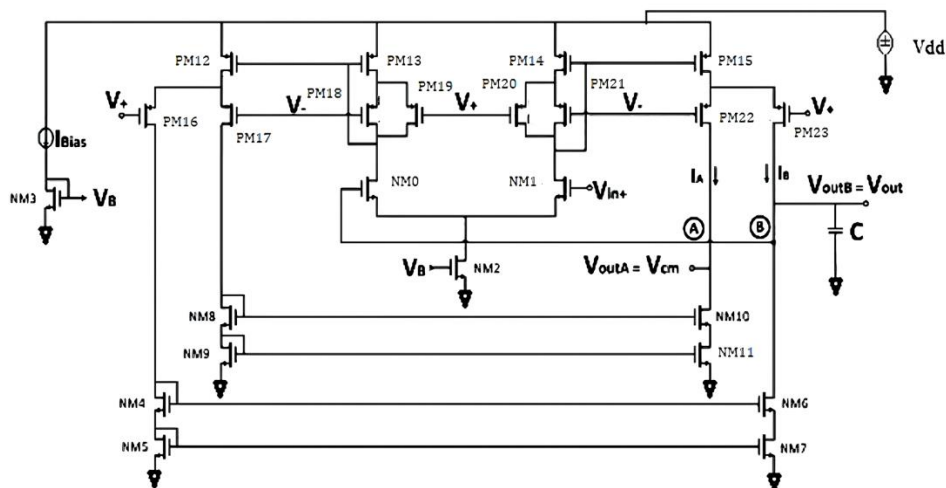 Vdd
PM12
PM13
PM14
PM15
PM18
PM19
PM20
PM21
V+
V-
V+
V-
V+
PM16
PM17
PM22
PM23
IBias
NM3
VB
NM0
NM1
Vin+
IA
IB
VoutB = Vout
A
B
C
VB
NM2
VoutA = Vcm
NM8
NM10
NM9
NM11
NM4
NM6
NM5
NM7